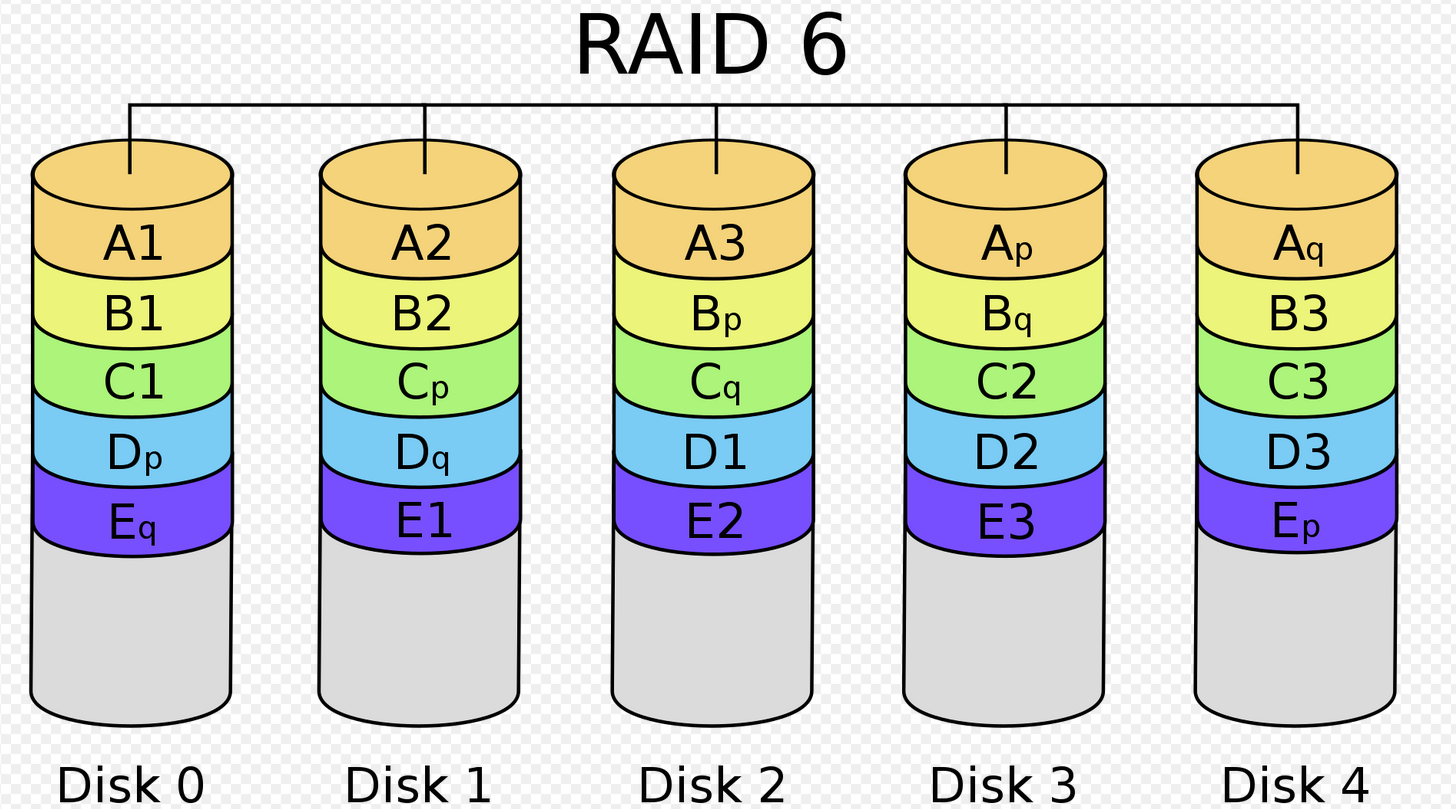 RAID 6
A1 A2 A3 Ap Aq
B1 B2 Bp Bq B3
C1 Cp Cq C2 C3
Dp Dq D1 D2 D3
Eq E1 E2 E3 Ep
Disk 0 Disk 1 Disk 2 Disk 3 Disk 4